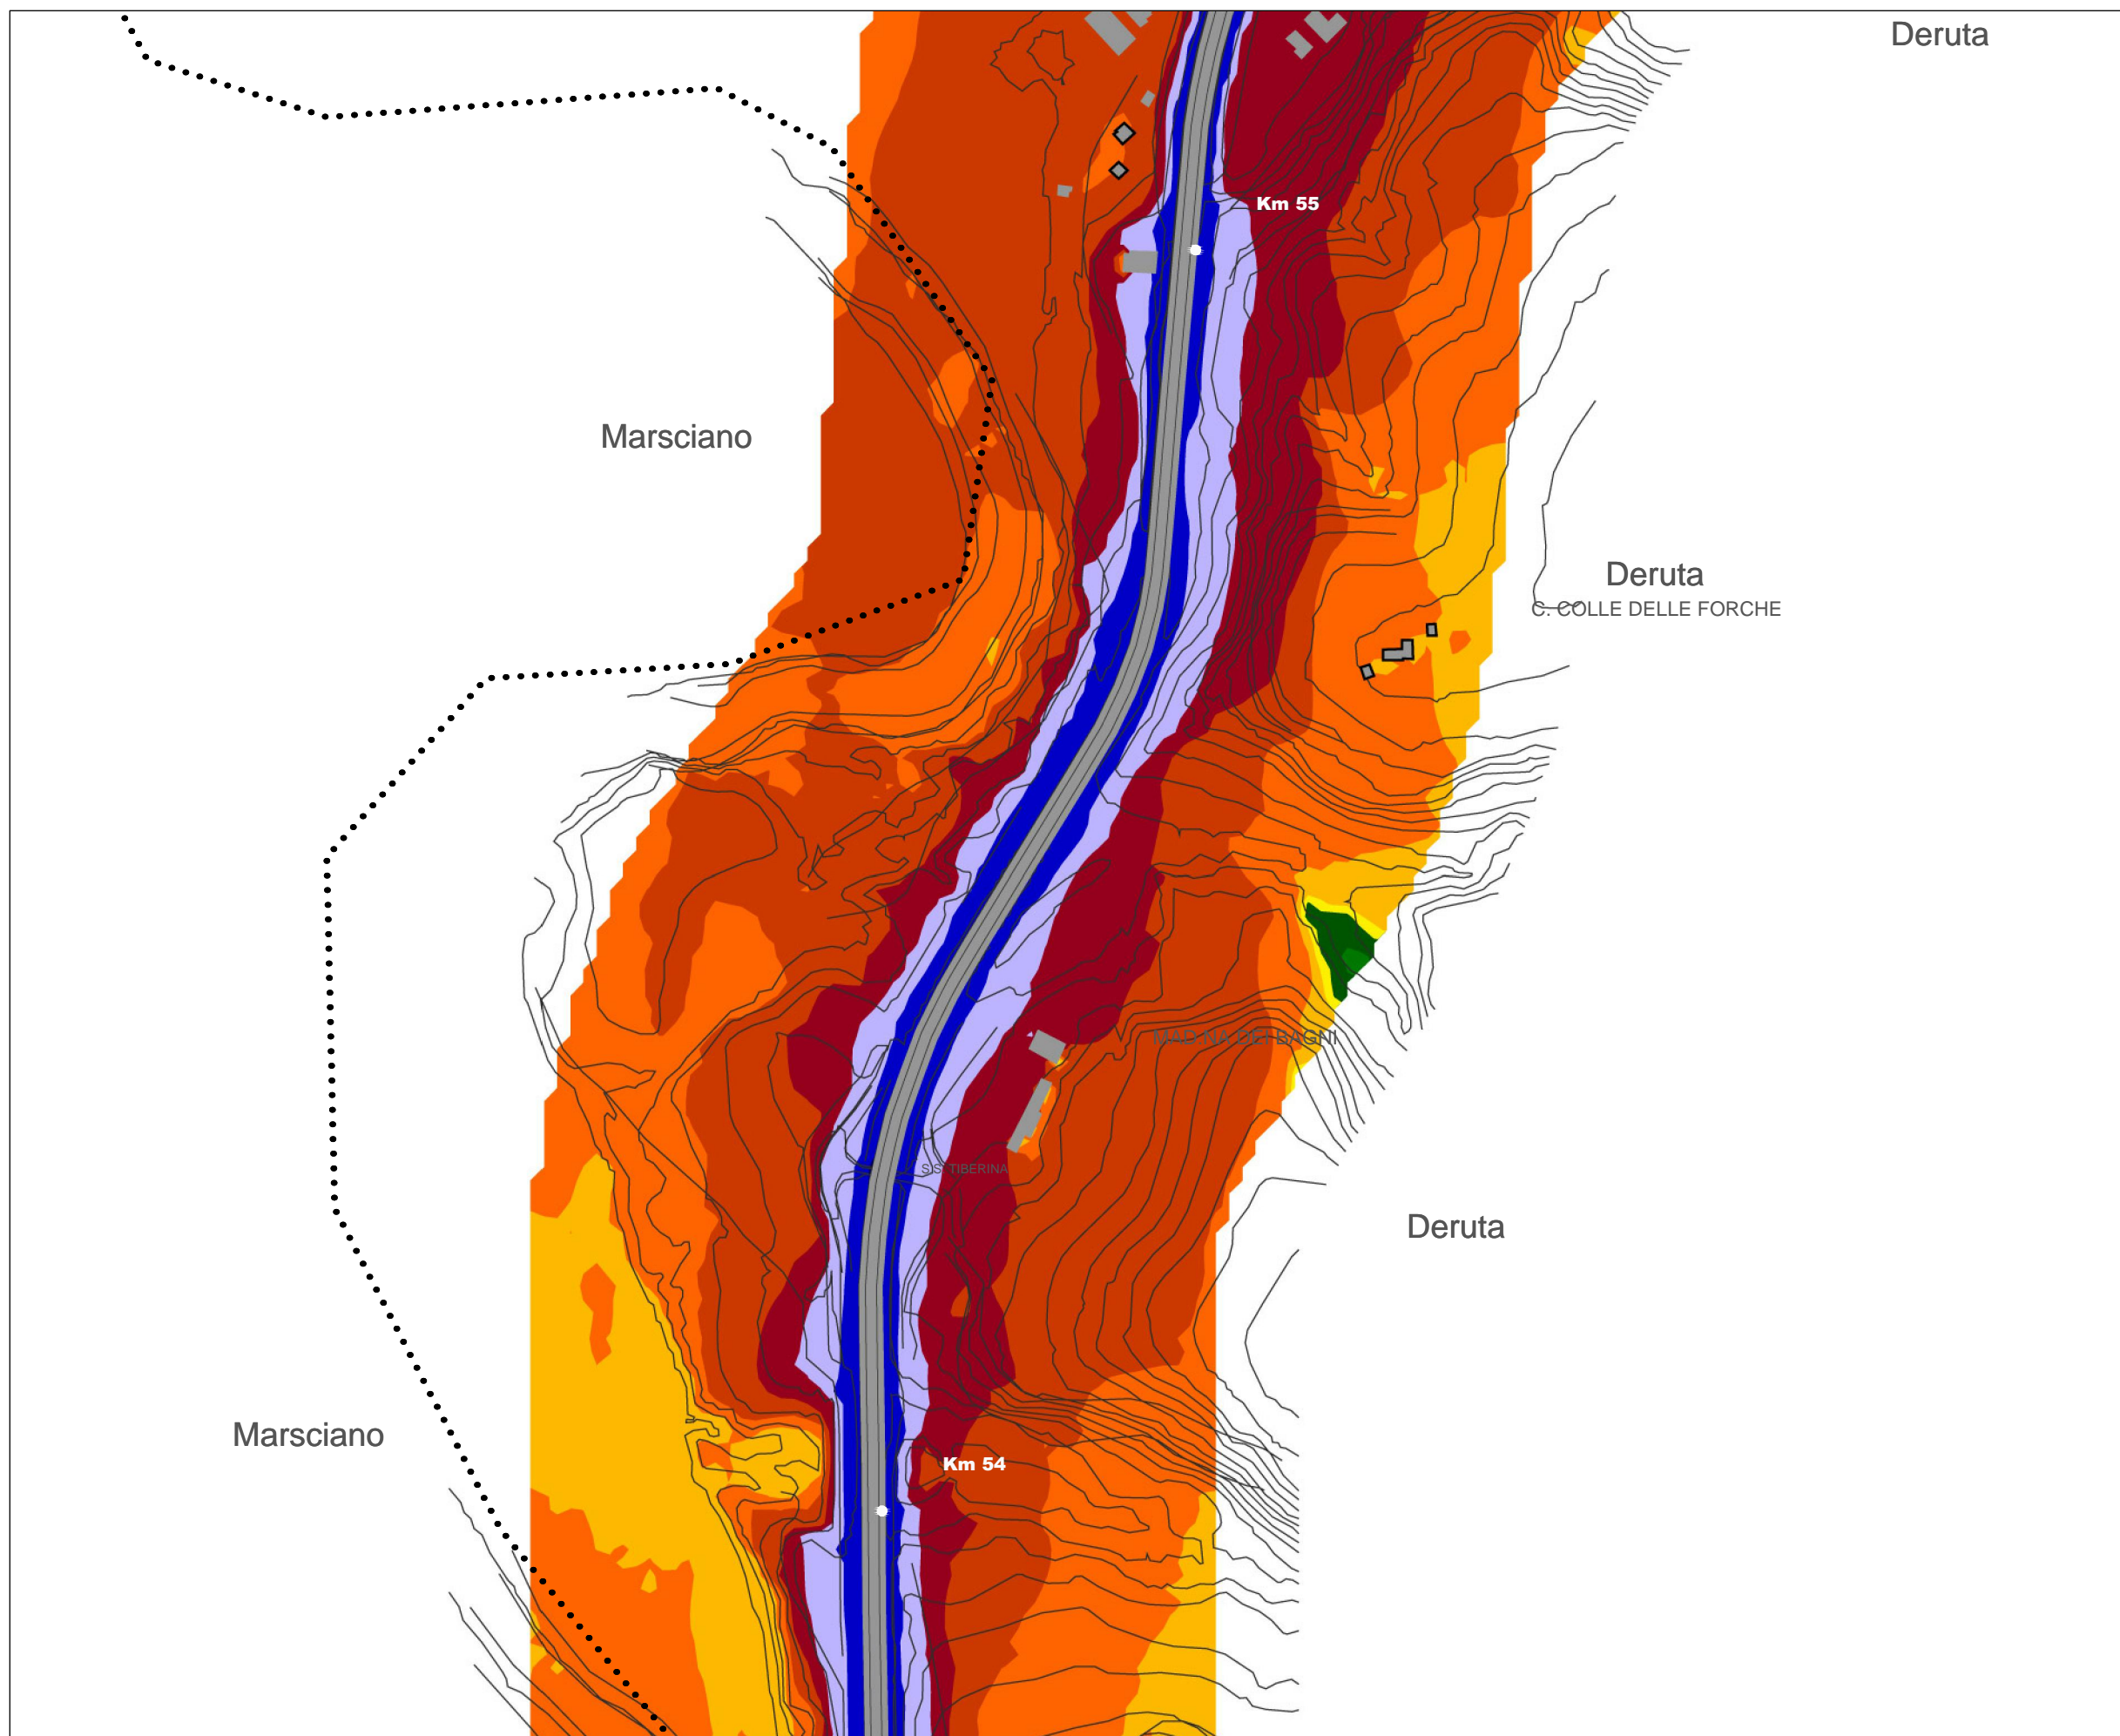 Deruta
Km 55
Marsciano
Deruta
C. COLLE DELLE FORCHE
MAD.NA DEI BAGNI
S.S. TIBERINA
Deruta
Marsciano
Km 54